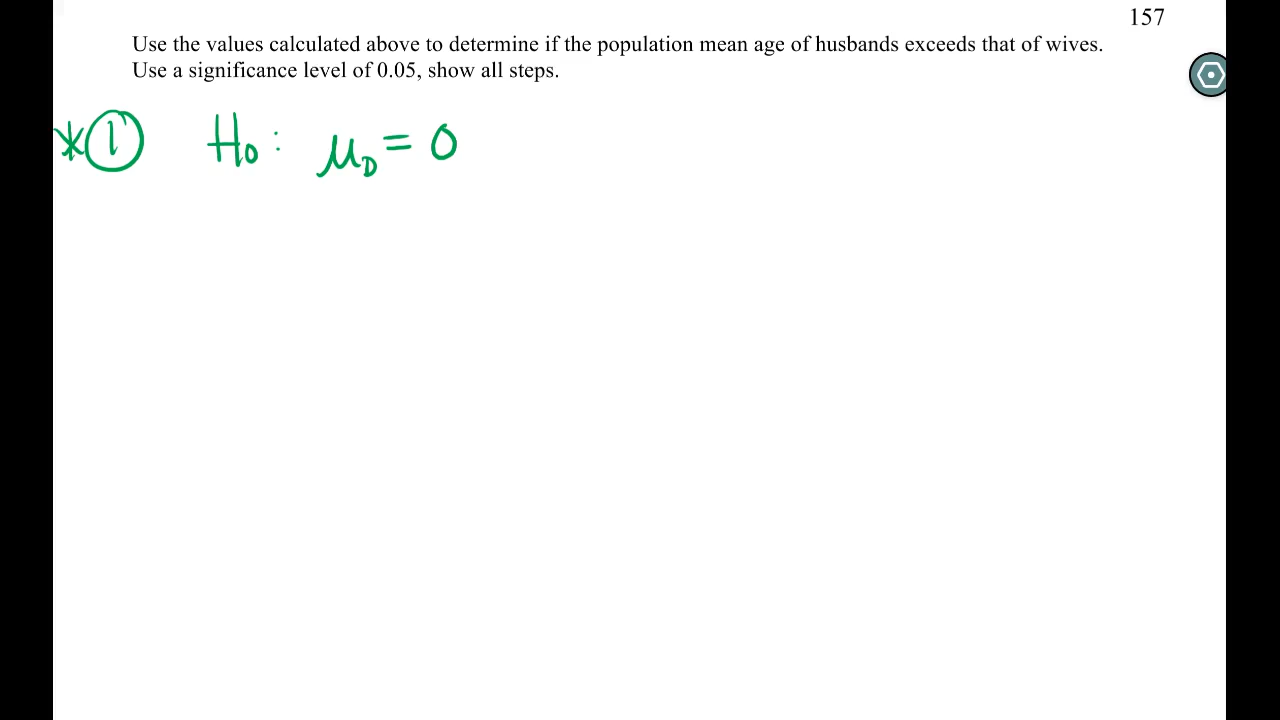 157
Use the values calculated above to determine if the population mean age of husbands exceeds that of wives.
Use a significance level of 0.05, show all steps.
* ① H₀ : μ_D = 0